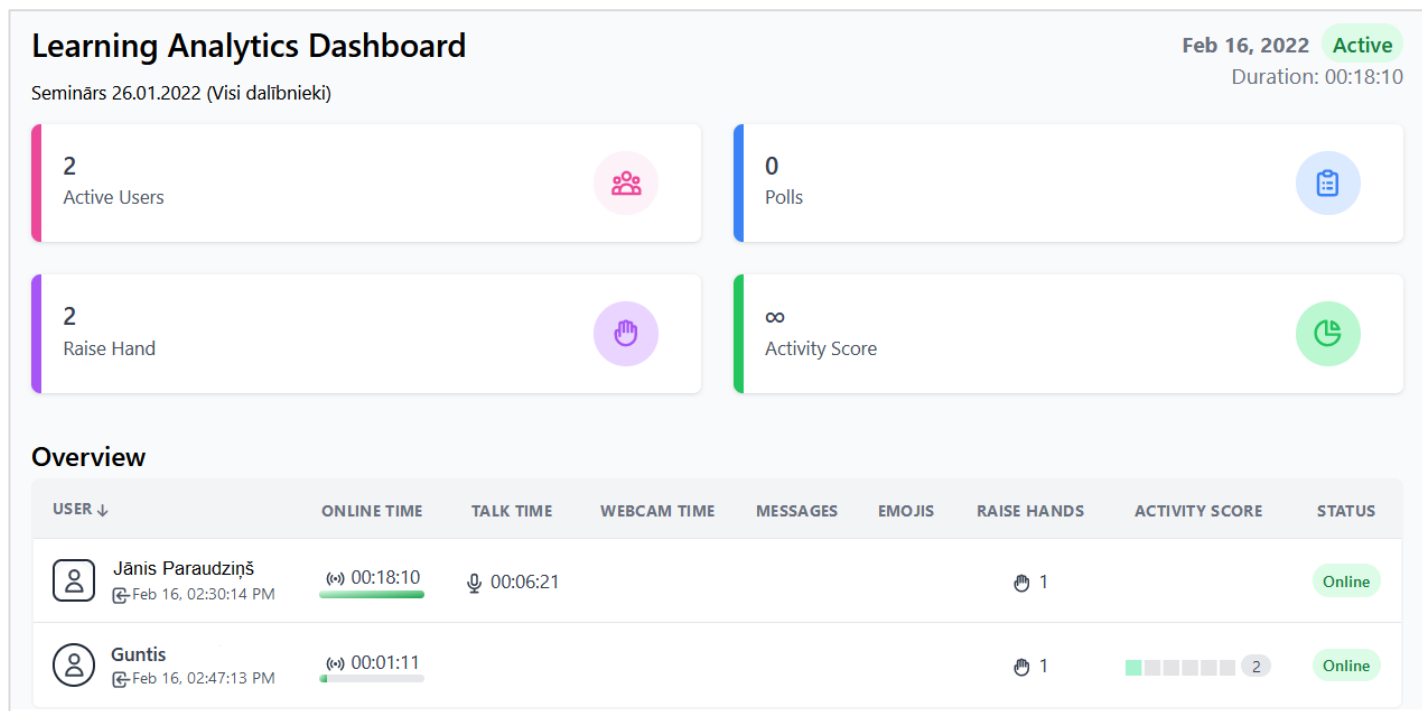 Learning Analytics Dashboard
Feb 16, 2022 Active
Duration: 00:18:10
Seminārs 26.01.2022 (Visi dalībnieki)
2
Active Users
0
Polls
2
Raise Hand
∞
Activity Score
Overview
USER ↓ ONLINE TIME TALK TIME WEBCAM TIME MESSAGES EMOJIS RAISE HANDS ACTIVITY SCORE STATUS
Jānis Paraudziņš
Feb 16, 02:30:14 PM
00:18:10
00:06:21
1
Online
Guntis
Feb 16, 02:47:13 PM
00:01:11
1
2
Online